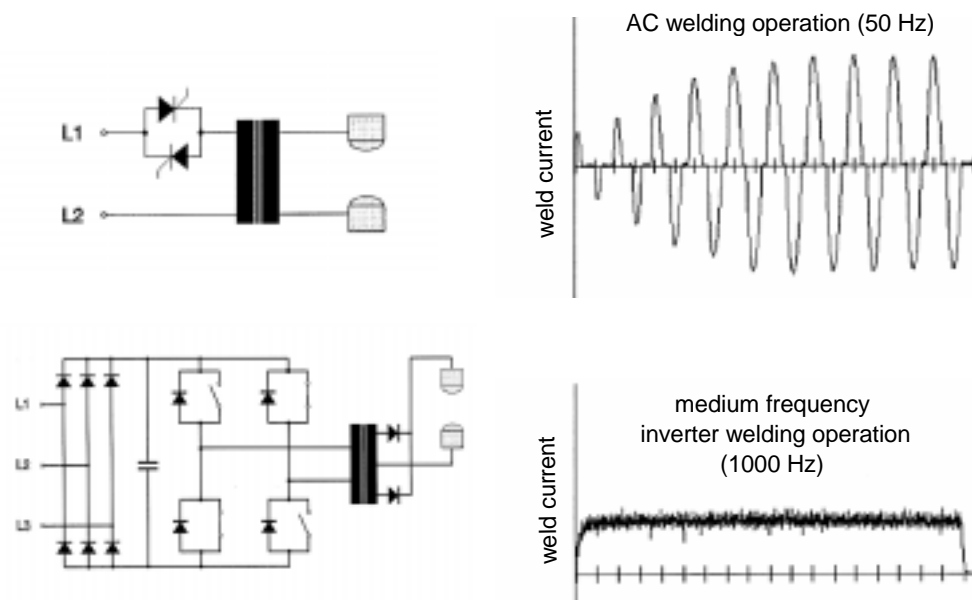 AC welding operation (50 Hz)
L1
L2
weld current
L1
L3
L5
medium frequency
inverter welding operation
(1000 Hz)
weld current